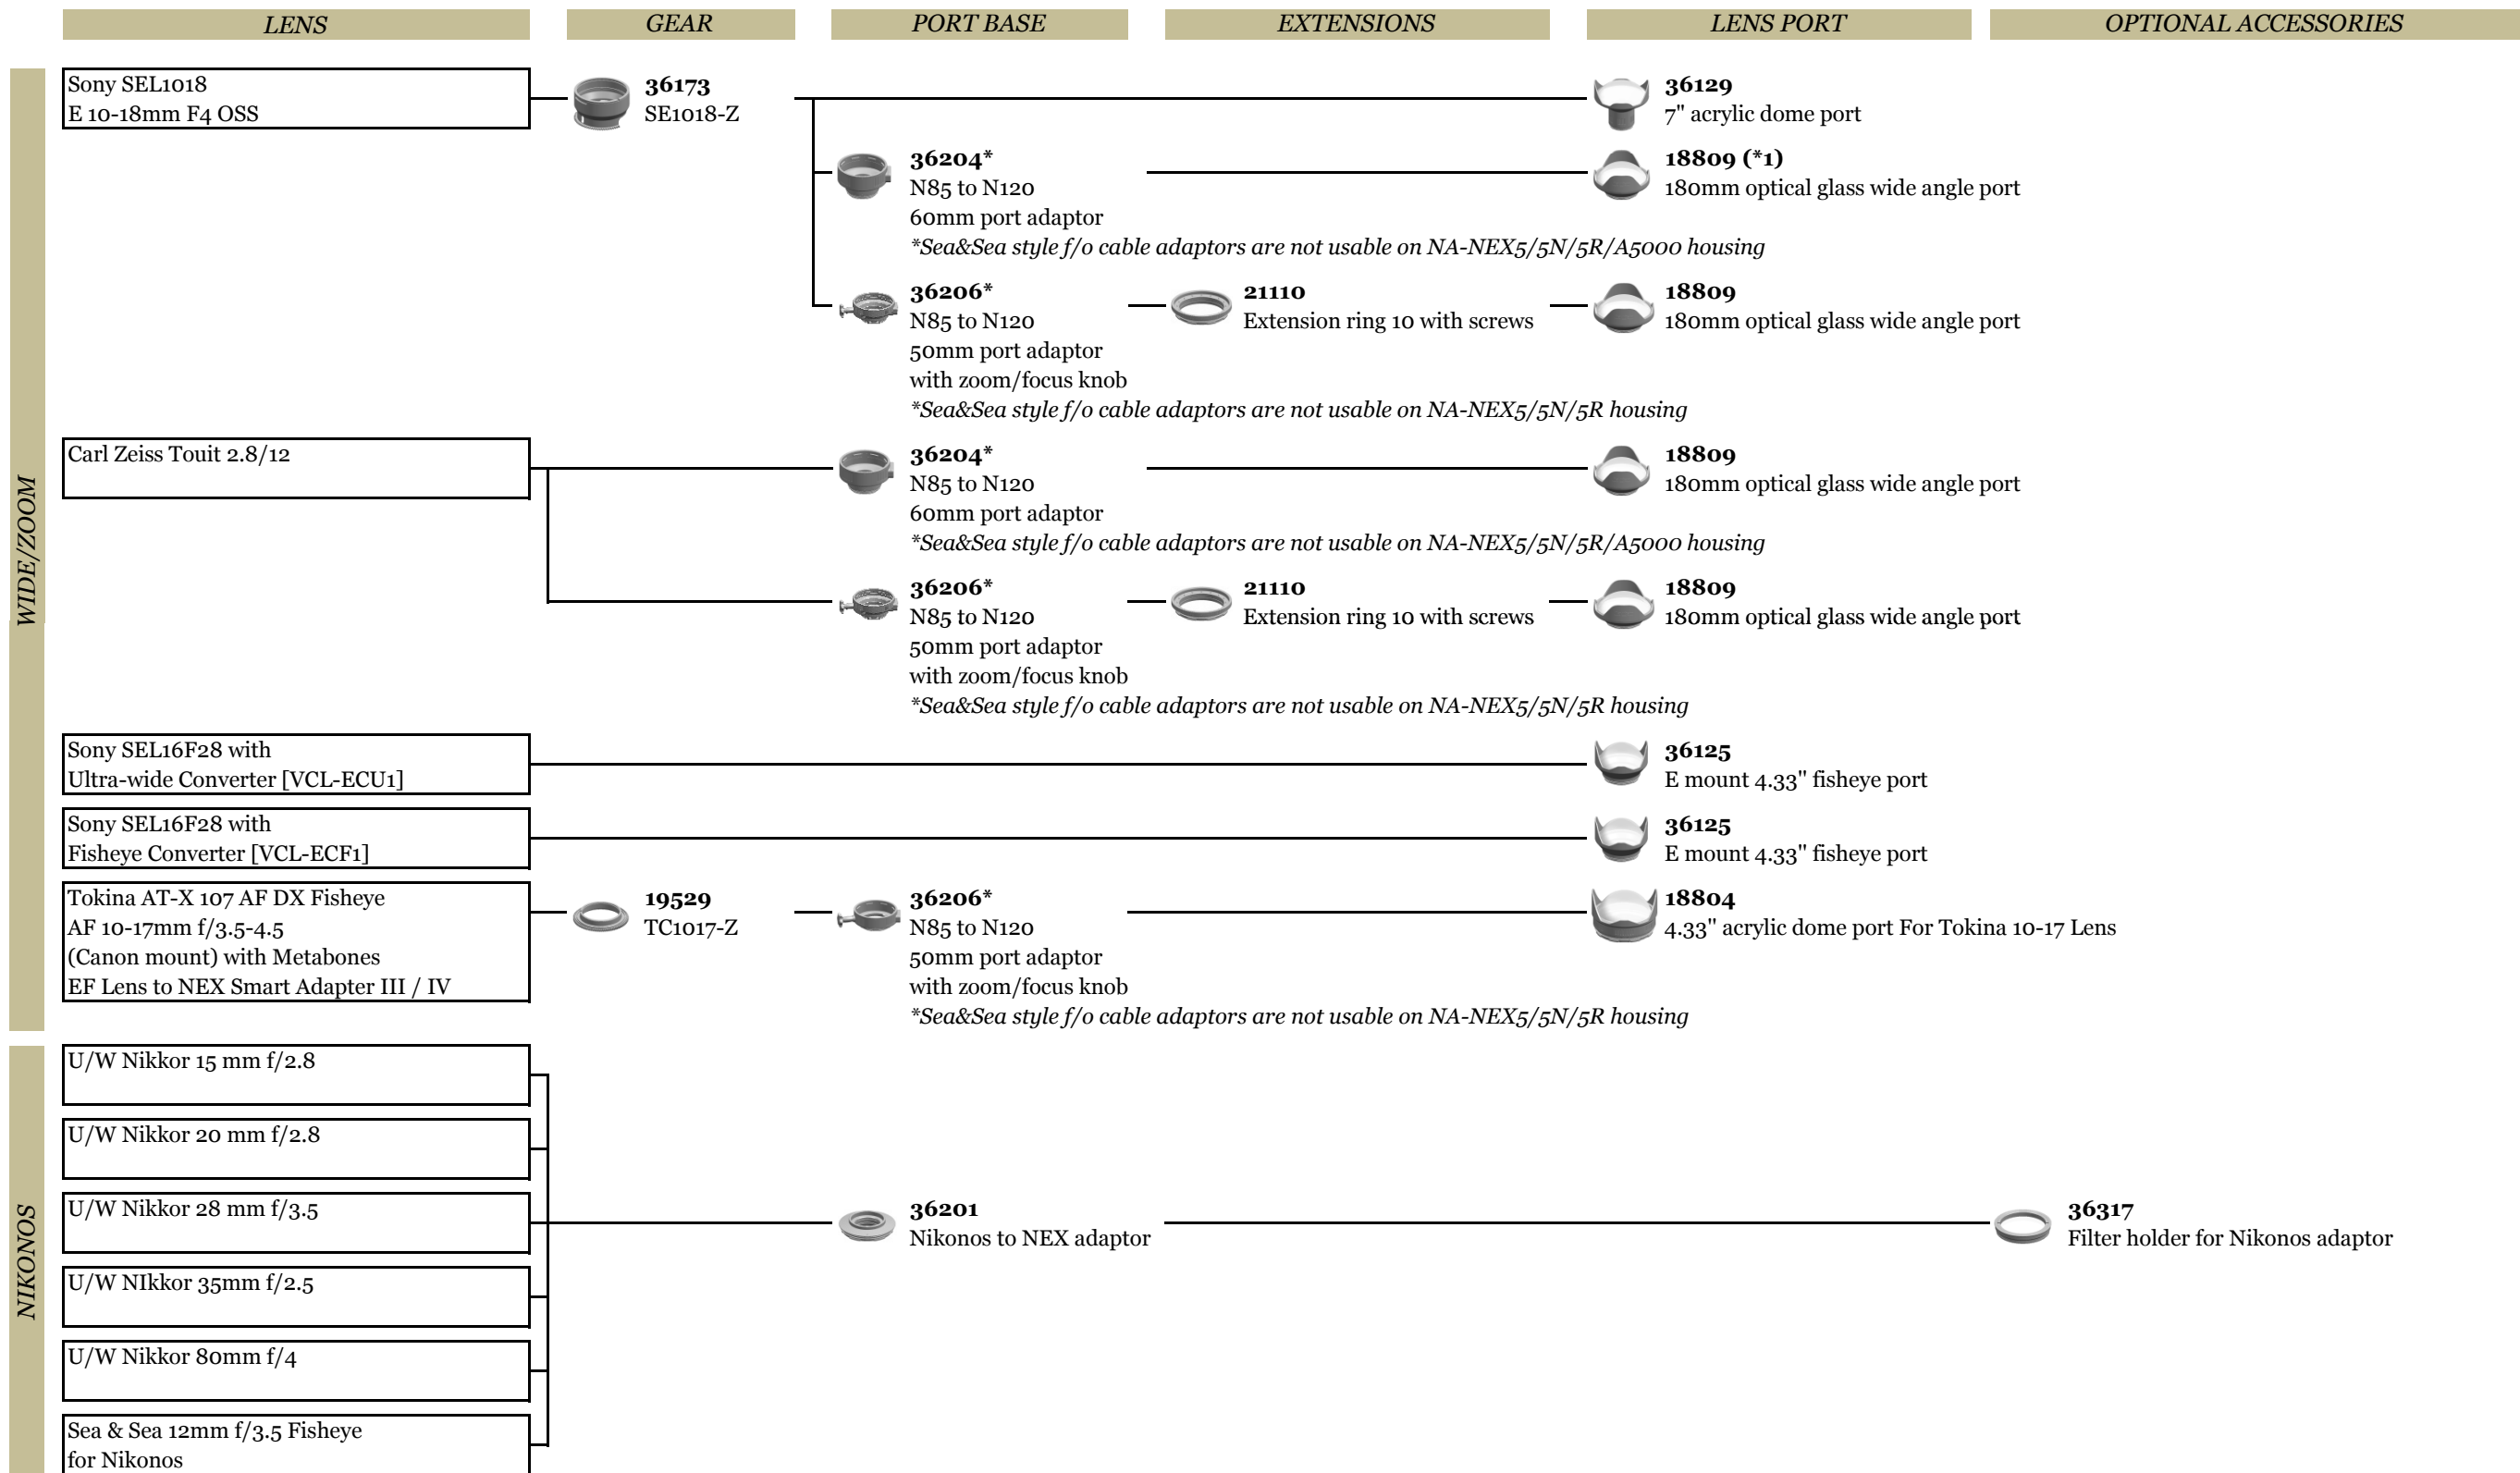 LENS GEAR PORT BASE EXTENSIONS LENS PORT OPTIONAL ACCESSORIES
WIDE/ZOOM
Sony SEL1018
E 10-18mm F4 OSS
36173
SE1018-Z
36129
7" acrylic dome port
36204*
N85 to N120
60mm port adaptor
*Sea&Sea style f/o cable adaptors are not usable on NA-NEX5/5N/5R/A5000 housing
18809 (*1)
180mm optical glass wide angle port
36206*
N85 to N120
50mm port adaptor
with zoom/focus knob
*Sea&Sea style f/o cable adaptors are not usable on NA-NEX5/5N/5R housing
21110
Extension ring 10 with screws
18809
180mm optical glass wide angle port
Carl Zeiss Touit 2.8/12
36204*
N85 to N120
60mm port adaptor
*Sea&Sea style f/o cable adaptors are not usable on NA-NEX5/5N/5R/A5000 housing
18809
180mm optical glass wide angle port
36206*
N85 to N120
50mm port adaptor
with zoom/focus knob
*Sea&Sea style f/o cable adaptors are not usable on NA-NEX5/5N/5R housing
21110
Extension ring 10 with screws
18809
180mm optical glass wide angle port
Sony SEL16F28 with
Ultra-wide Converter [VCL-ECU1]
36125
E mount 4.33" fisheye port
Sony SEL16F28 with
Fisheye Converter [VCL-ECF1]
36125
E mount 4.33" fisheye port
Tokina AT-X 107 AF DX Fisheye
AF 10-17mm f/3.5-4.5
(Canon mount) with Metabones
EF Lens to NEX Smart Adapter III / IV
19529
TC1017-Z
36206*
N85 to N120
50mm port adaptor
with zoom/focus knob
*Sea&Sea style f/o cable adaptors are not usable on NA-NEX5/5N/5R housing
18804
4.33" acrylic dome port For Tokina 10-17 Lens
NIKONOS
U/W Nikkor 15 mm f/2.8
U/W Nikkor 20 mm f/2.8
U/W Nikkor 28 mm f/3.5
U/W NIkkor 35mm f/2.5
U/W Nikkor 80mm f/4
Sea & Sea 12mm f/3.5 Fisheye
for Nikonos
36201
Nikonos to NEX adaptor
36317
Filter holder for Nikonos adaptor